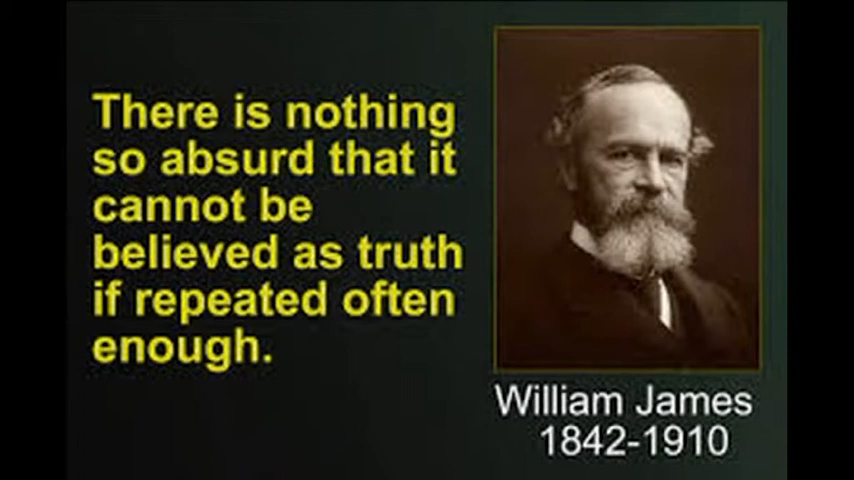 There is nothing
so absurd that it
cannot be
believed as truth
if repeated often
enough.
William James
1842-1910